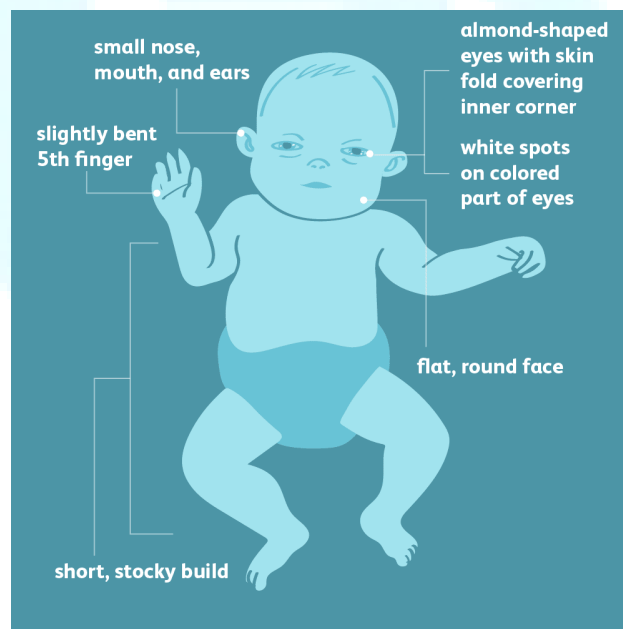 small nose,
mouth, and ears
almond-shaped
eyes with skin
fold covering
inner corner
slightly bent
5th finger
white spots
on colored
part of eyes
flat, round face
short, stocky build